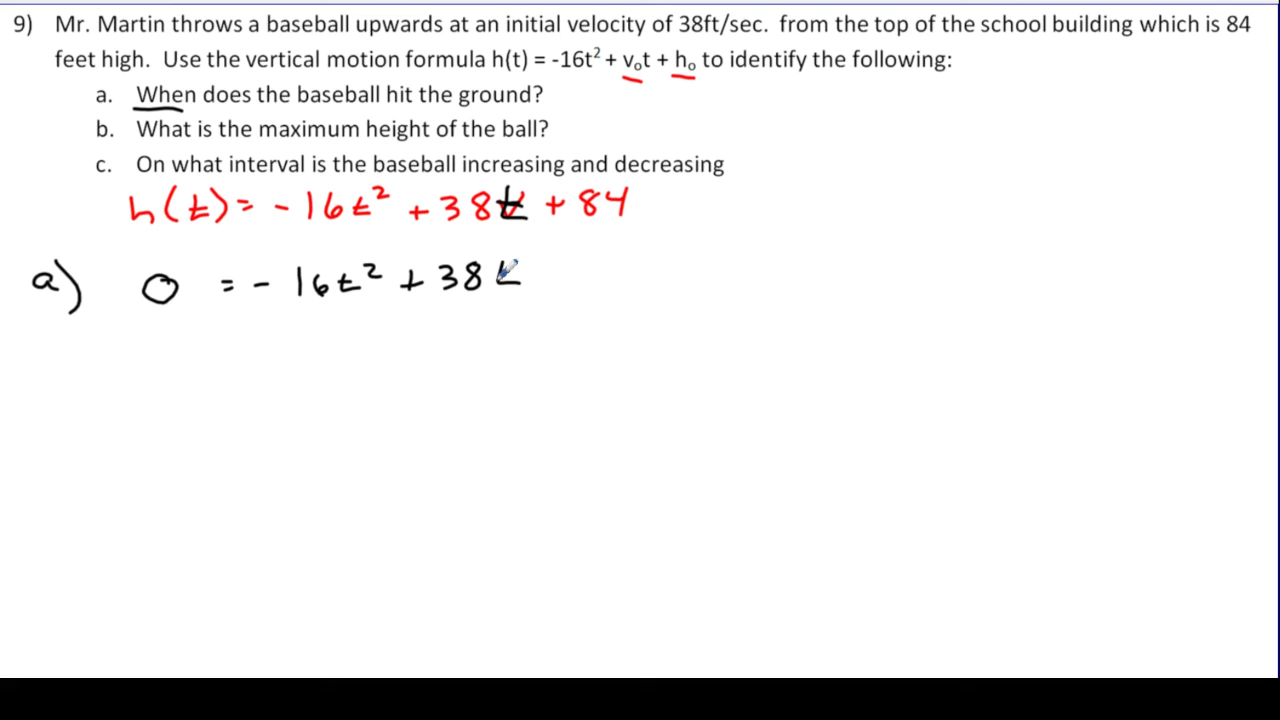 9) Mr. Martin throws a baseball upwards at an initial velocity of 38ft/sec. from the top of the school building which is 84
feet high. Use the vertical motion formula h(t) = -16t² + v₀t + h₀ to identify the following:
a. When does the baseball hit the ground?
b. What is the maximum height of the ball?
c. On what interval is the baseball increasing and decreasing
h(t) = -16t² + 38t + 84
a) 0 = -16t² + 38t